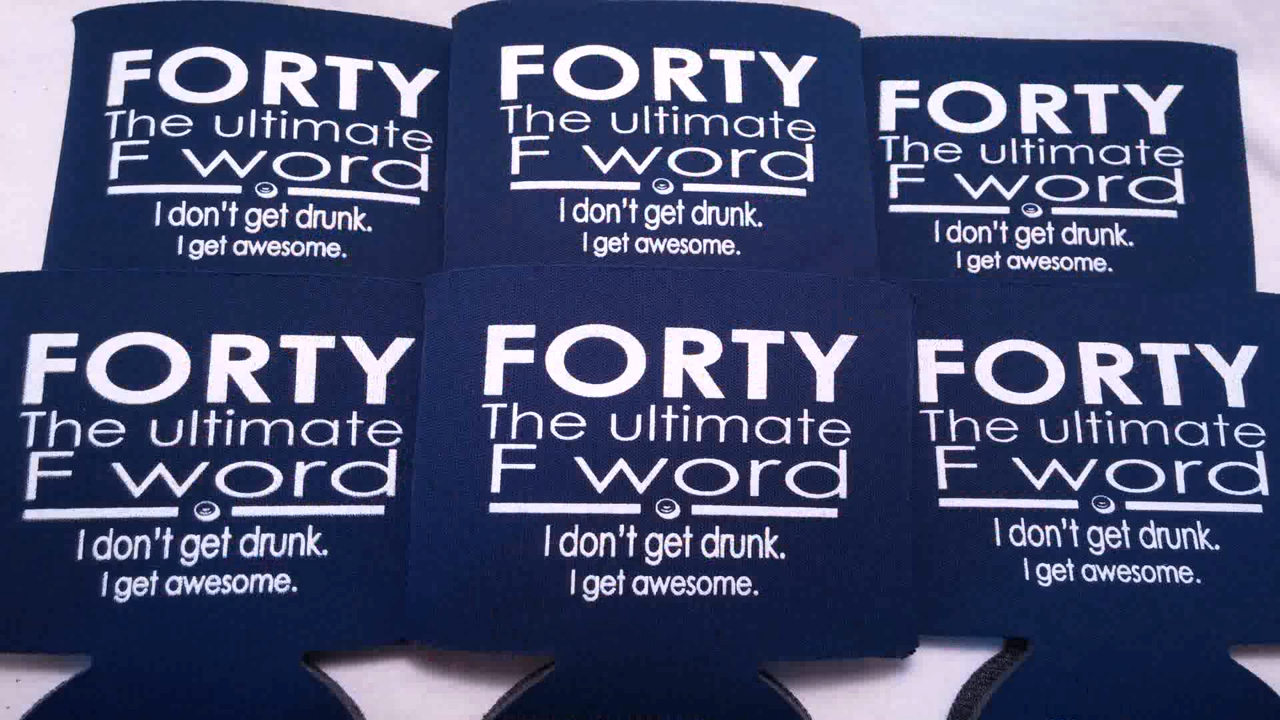 FORTY
The ultimate
F word
I don't get drunk.
I get awesome.
FORTY
The ultimate
F word
I don't get drunk.
I get awesome.
FORTY
The ultimate
F word
I don't get drunk.
I get awesome.
FORTY
The ultimate
F word
I don't get drunk.
I get awesome.
FORTY
The ultimate
F word
I don't get drunk.
I get awesome.
FORTY
The ultimate
F word
I don't get drunk.
I get awesome.